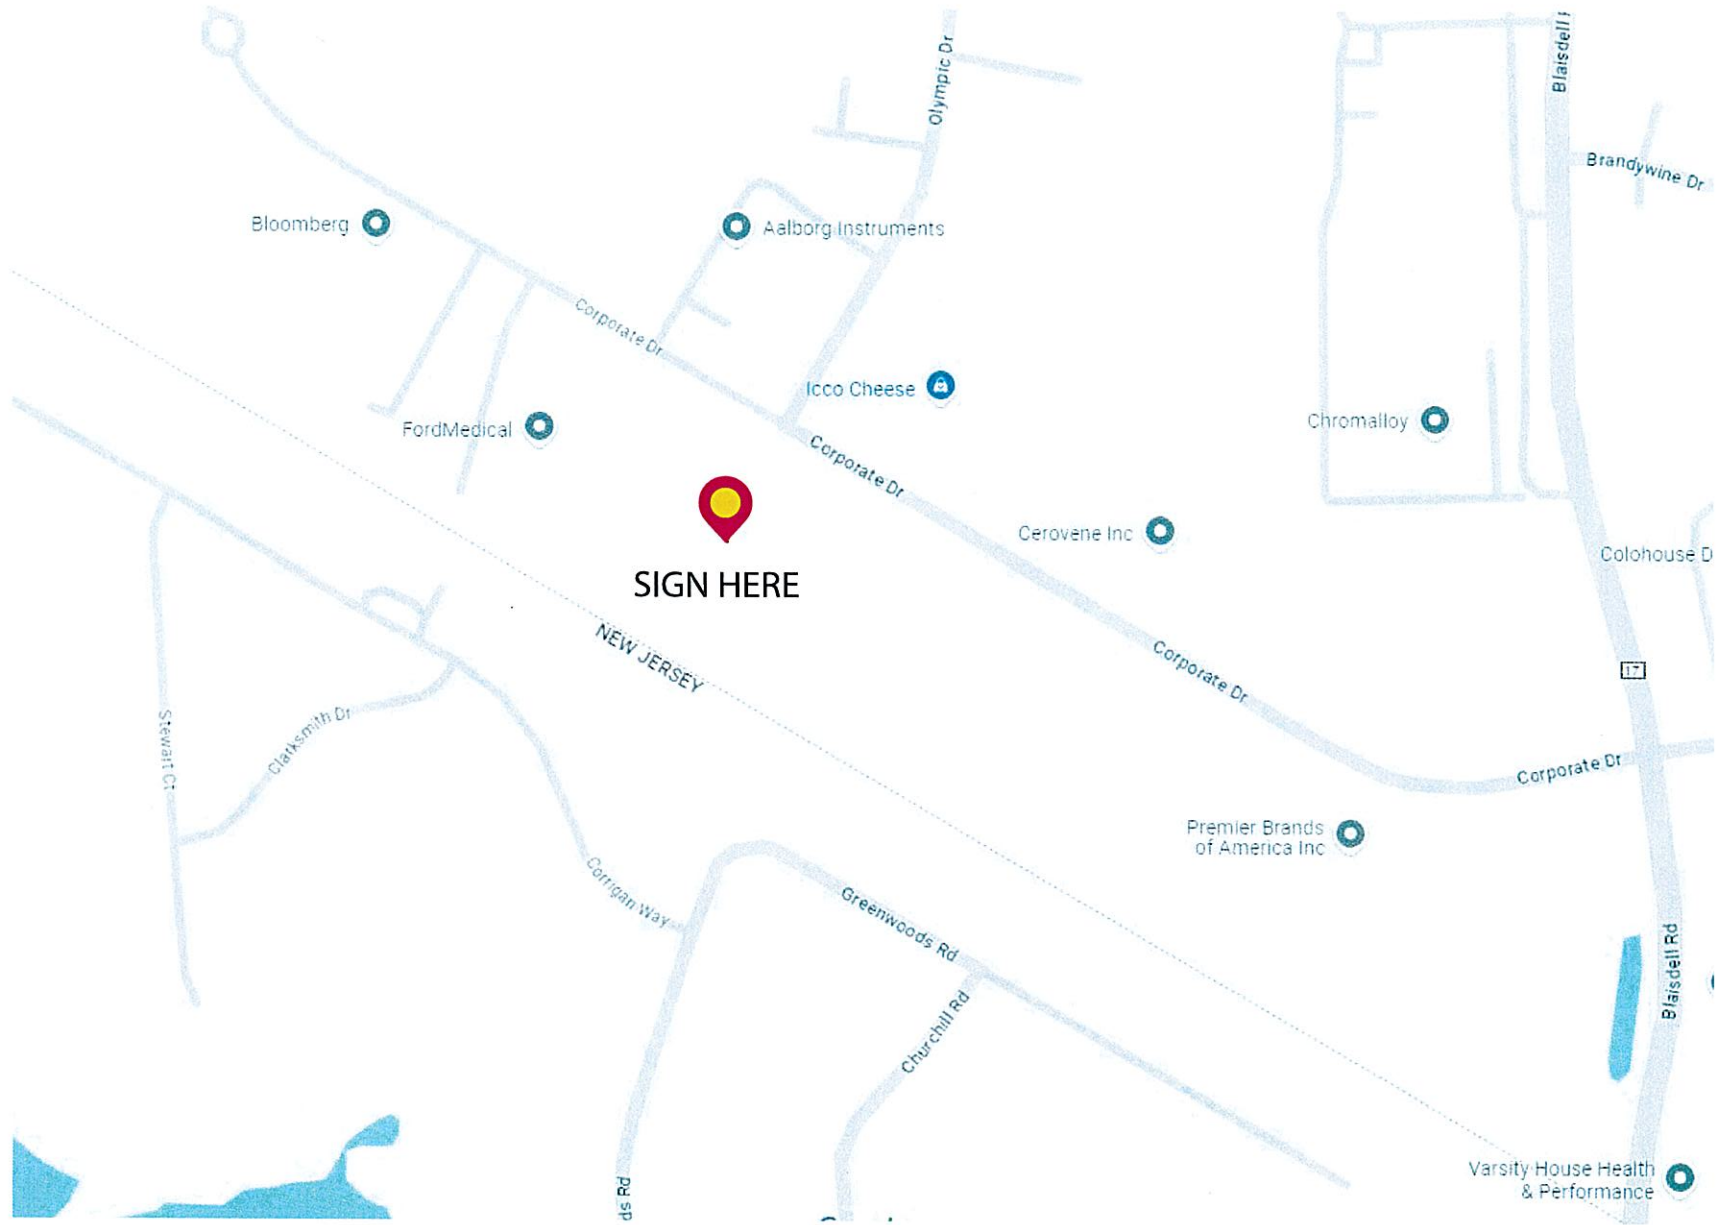 Olympic Dr
Blaisdell
Brandywine Dr
Bloomberg
Aalborg Instruments
Corporate Dr
Icco Cheese
Chromalloy
FordMedical
Corporate Dr
Cerovene Inc
Colohouse D
SIGN HERE
NEW JERSEY
Corporate Dr
17
Stewart Ct
Clarksmith Dr
Corporate Dr
Premier Brands
of America Inc
Corrigan Way
Greenwoods Rd
Blaisdell Rd
Churchill Rd
Varsity House Health
& Performance
ds Rd